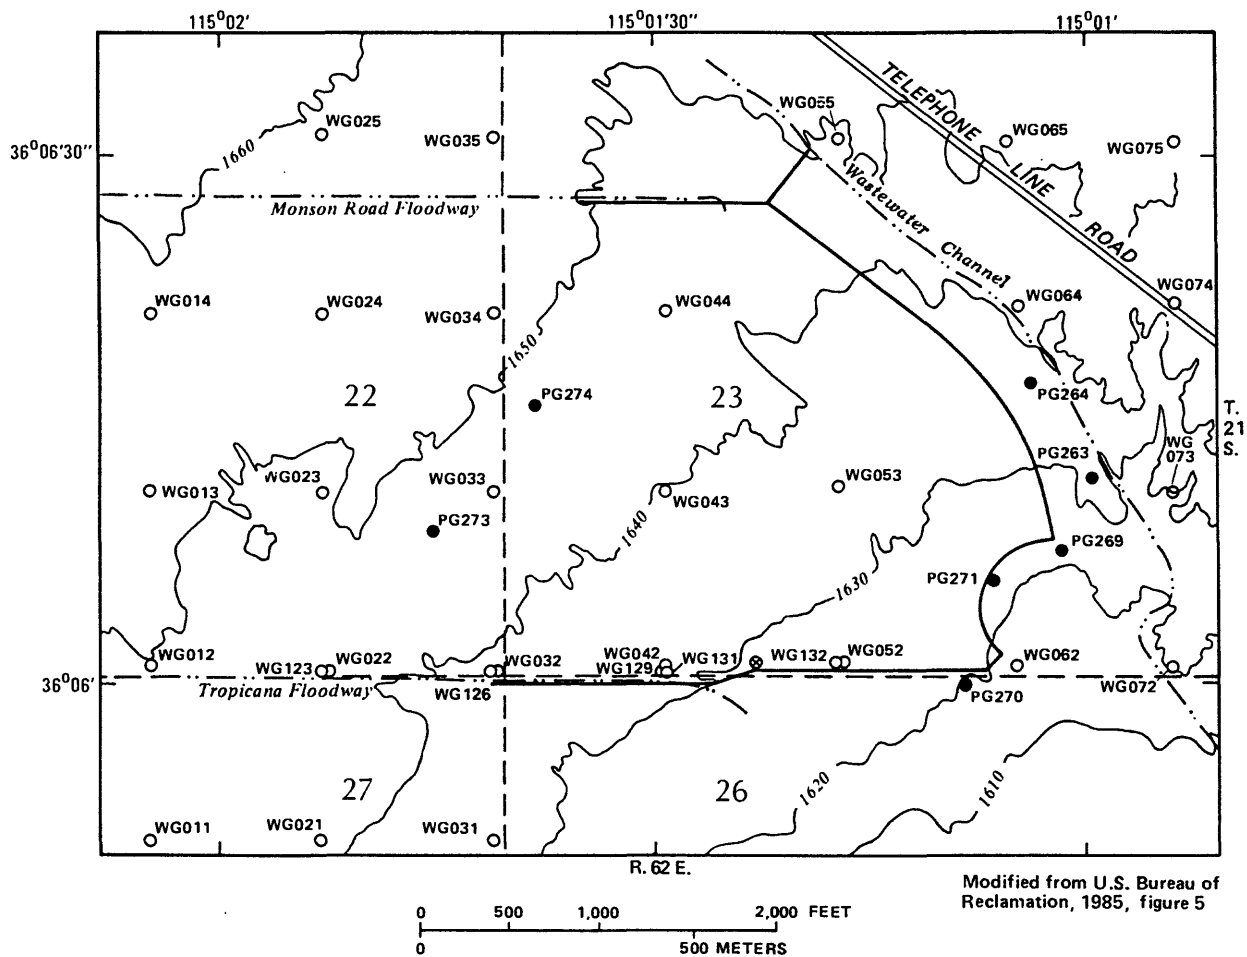 115°02' 115°01'30" 115°01'
TELEPHONE LINE ROAD
WG025 WG035 WG055 WG065 WG075
36°06'30"
1660
Monson Road Floodway
Wastewater Channel
WG014 WG024 WG034 WG044 WG064 WG074
1650
22 PG274 23 PG264
T.
21
S.
WG013 WG023 WG033 WG043 WG053 PG263 WG
073
PG273 1640 PG269
1630 PG271
WG012 WG123 WG022 WG032 WG042 WG129 WG131 WG132 WG052 WG062 WG072
36°06'
Tropicana Floodway WG126 PG270
27 26 1620 1610
WG011 WG021 WG031
R. 62 E.
Modified from U.S. Bureau of
Reclamation, 1985, figure 5
0 500 1,000 2,000 FEET
0 500 METERS